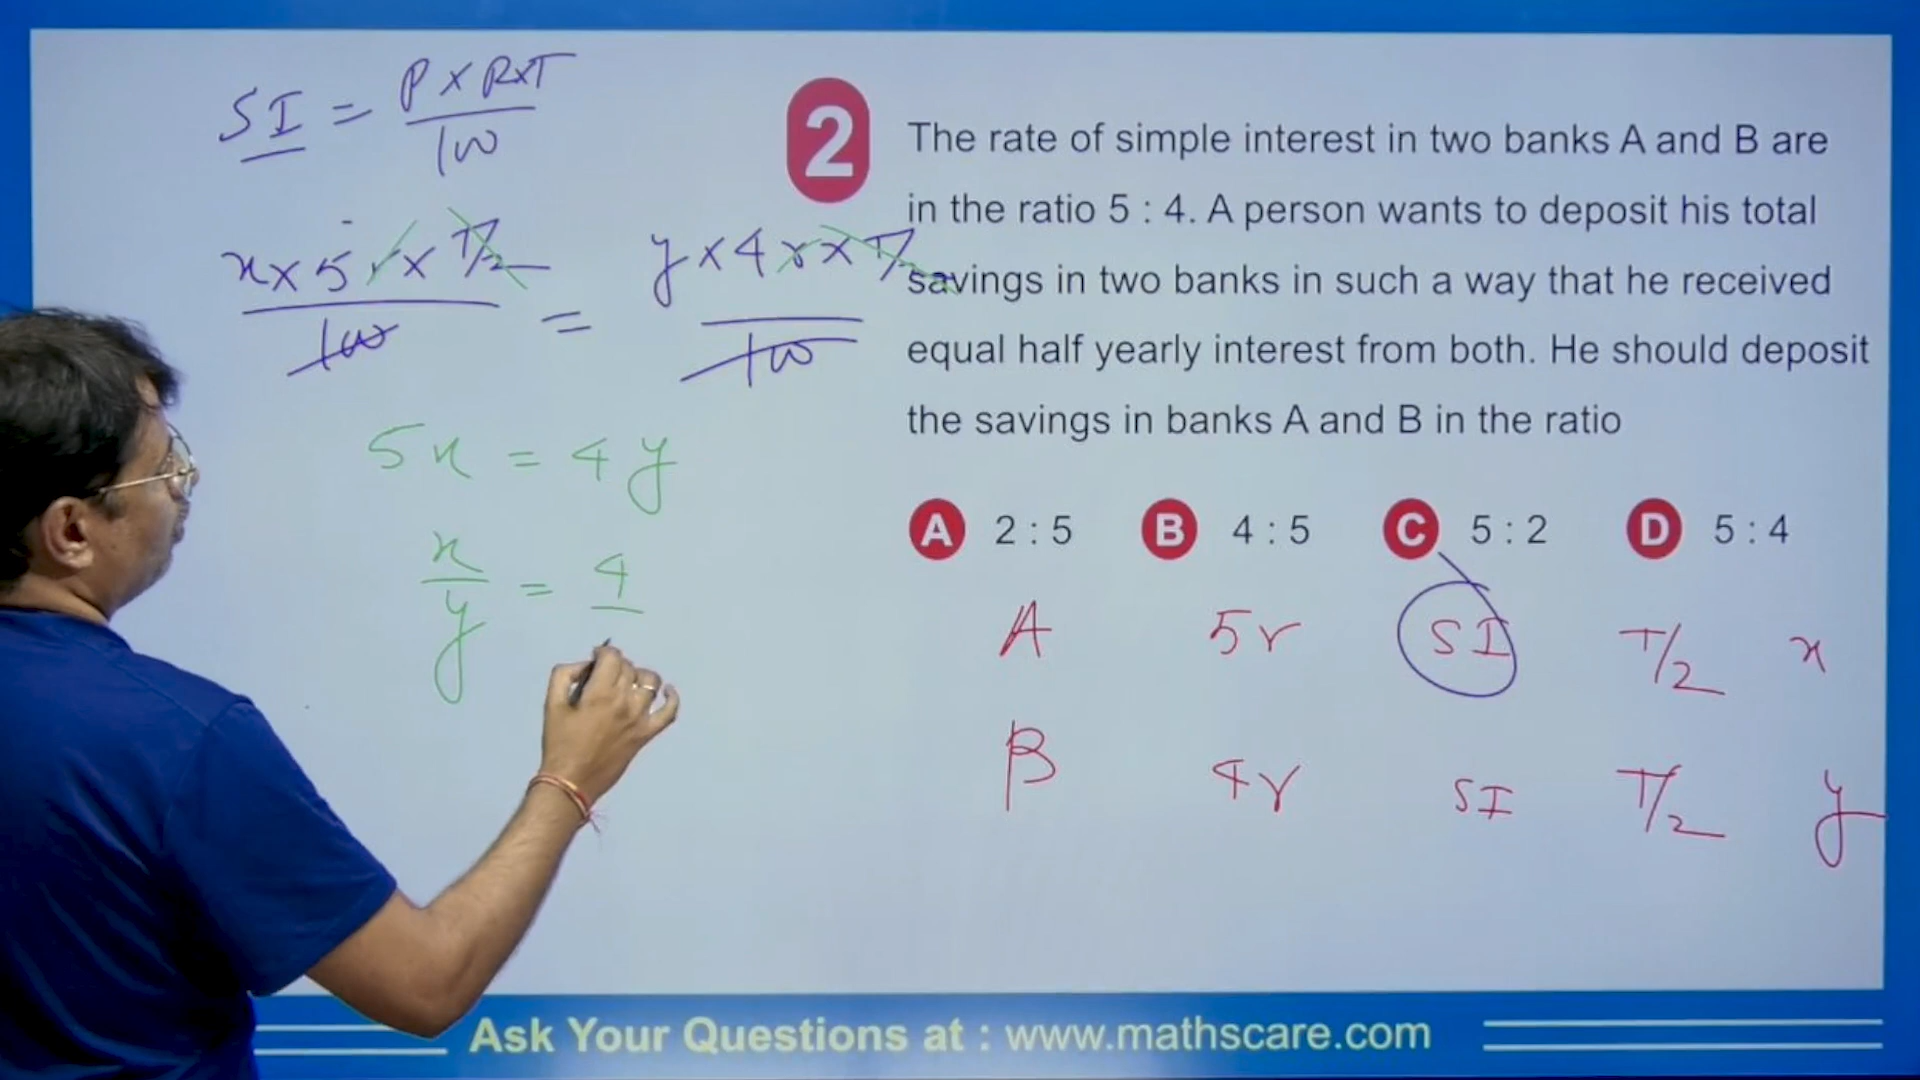 SI = P X RXT / 100
x x 5r x T/2 / 100 = y x 4r x T/2 / 100
5x = 4y
x / y = 4
2 The rate of simple interest in two banks A and B are
in the ratio 5 : 4. A person wants to deposit his total
savings in two banks in such a way that he received
equal half yearly interest from both. He should deposit
the savings in banks A and B in the ratio
A 2 : 5 B 4 : 5 C 5 : 2 D 5 : 4
A 5r SI T/2 x
B 4r SI T/2 y
Ask Your Questions at : www.mathscare.com